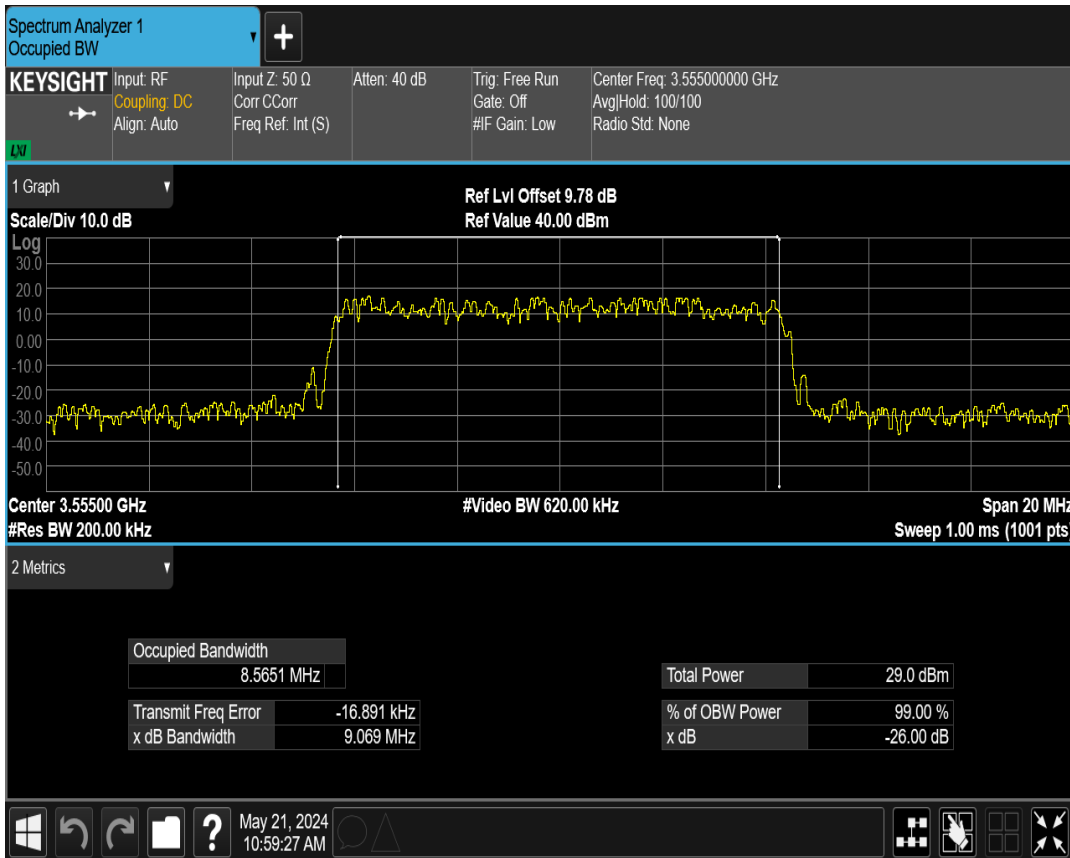 Spectrum Analyzer 1
Occupied BW
KEYSIGHT
LXI
Input: RF
Coupling: DC
Align: Auto
Input Z: 50 Ω
Corr CCorr
Freq Ref: Int (S)
Atten: 40 dB
Trig: Free Run
Gate: Off
#IF Gain: Low
Center Freq: 3.555000000 GHz
Avg|Hold: 100/100
Radio Std: None
1 Graph
Scale/Div 10.0 dB
Ref Lvl Offset 9.78 dB
Ref Value 40.00 dBm
Log
30.0
20.0
10.0
0.00
-10.0
-20.0
-30.0
-40.0
-50.0
Center 3.55500 GHz
#Res BW 200.00 kHz
#Video BW 620.00 kHz
Span 20 MHz
Sweep 1.00 ms (1001 pts)
2 Metrics
Occupied Bandwidth
8.5651 MHz
Transmit Freq Error -16.891 kHz
x dB Bandwidth 9.069 MHz
Total Power 29.0 dBm
% of OBW Power 99.00 %
x dB -26.00 dB
?
May 21, 2024
10:59:27 AM